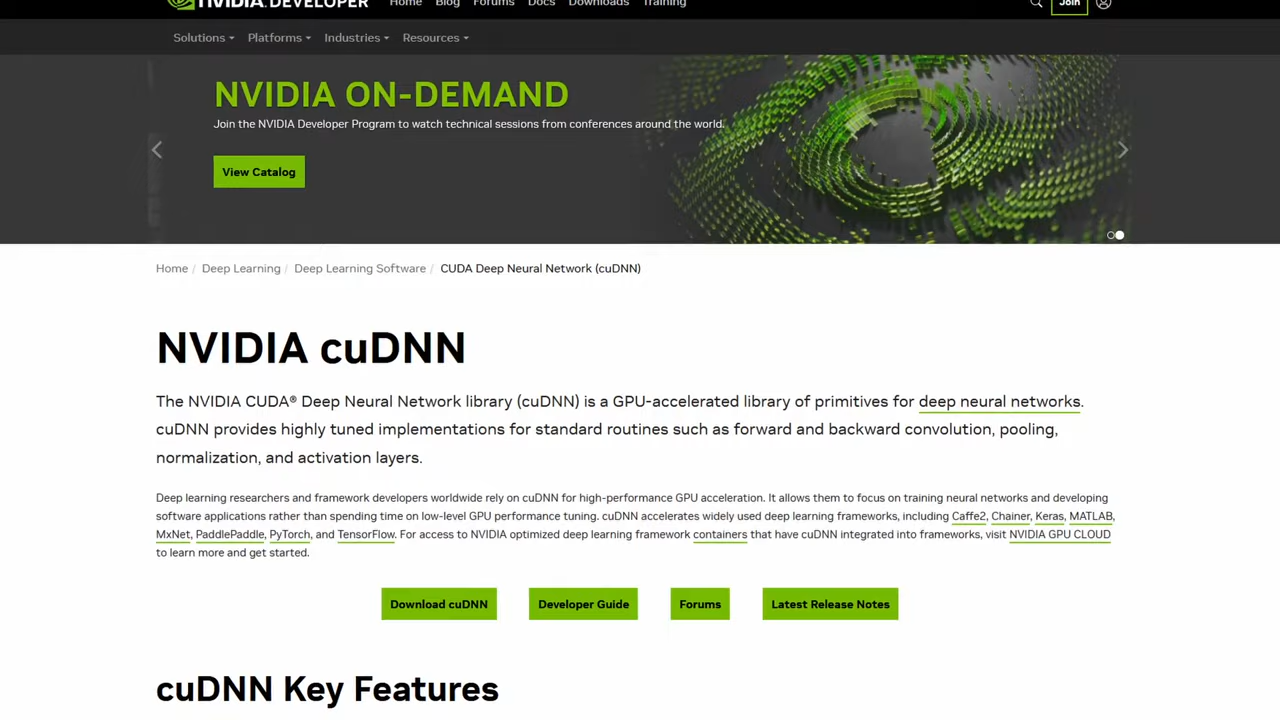 NVIDIA DEVELOPER Home Blog Forums Docs Downloads Training Join
Solutions Platforms Industries Resources
NVIDIA ON-DEMAND
Join the NVIDIA Developer Program to watch technical sessions from conferences around the world.
View Catalog
Home / Deep Learning / Deep Learning Software / CUDA Deep Neural Network (cuDNN)
NVIDIA cuDNN
The NVIDIA CUDA® Deep Neural Network library (cuDNN) is a GPU-accelerated library of primitives for deep neural networks.
cuDNN provides highly tuned implementations for standard routines such as forward and backward convolution, pooling,
normalization, and activation layers.
Deep learning researchers and framework developers worldwide rely on cuDNN for high-performance GPU acceleration. It allows them to focus on training neural networks and developing
software applications rather than spending time on low-level GPU performance tuning. cuDNN accelerates widely used deep learning frameworks, including Caffe2, Chainer, Keras, MATLAB,
MxNet, PaddlePaddle, PyTorch, and TensorFlow. For access to NVIDIA optimized deep learning framework containers that have cuDNN integrated into frameworks, visit NVIDIA GPU CLOUD
to learn more and get started.
Download cuDNN Developer Guide Forums Latest Release Notes
cuDNN Key Features